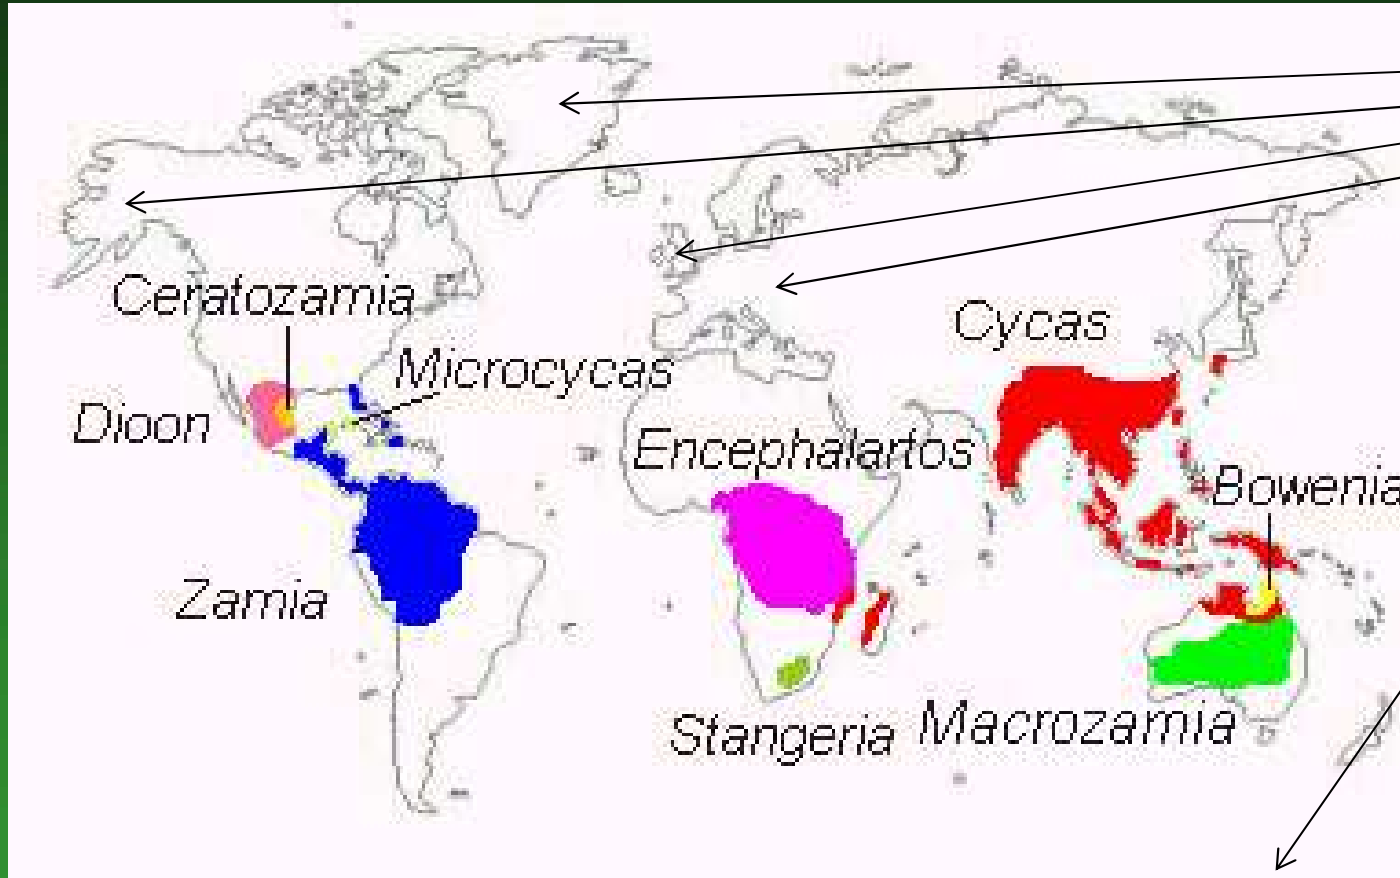 Ceratozamia
Cycas
Microcycas
Dioon
Encephalartos
Bowenia
Zamia
Stangeria
Macrozamia